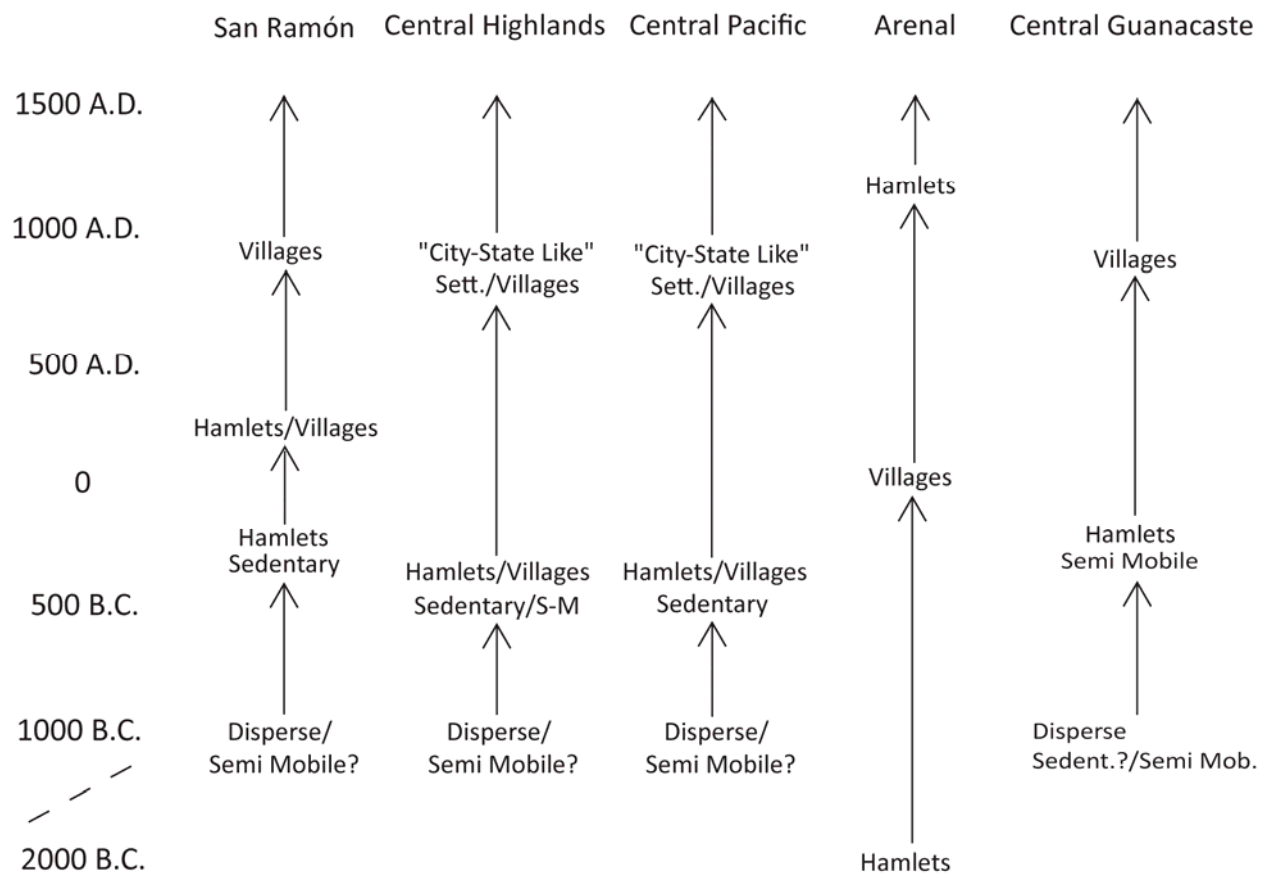 San Ramón Central Highlands Central Pacific Arenal Central Guanacaste
1500 A.D.
Hamlets
1000 A.D.
Villages "City-State Like" "City-State Like" Villages
Sett./Villages Sett./Villages
500 A.D.
Hamlets/Villages
0 Villages
Hamlets Hamlets
Sedentary Semi Mobile
Hamlets/Villages Hamlets/Villages
500 B.C. Sedentary/S-M Sedentary
1000 B.C. Disperse/ Disperse/ Disperse/ Disperse
Semi Mobile? Semi Mobile? Semi Mobile? Sedent.?/Semi Mob.
2000 B.C. Hamlets